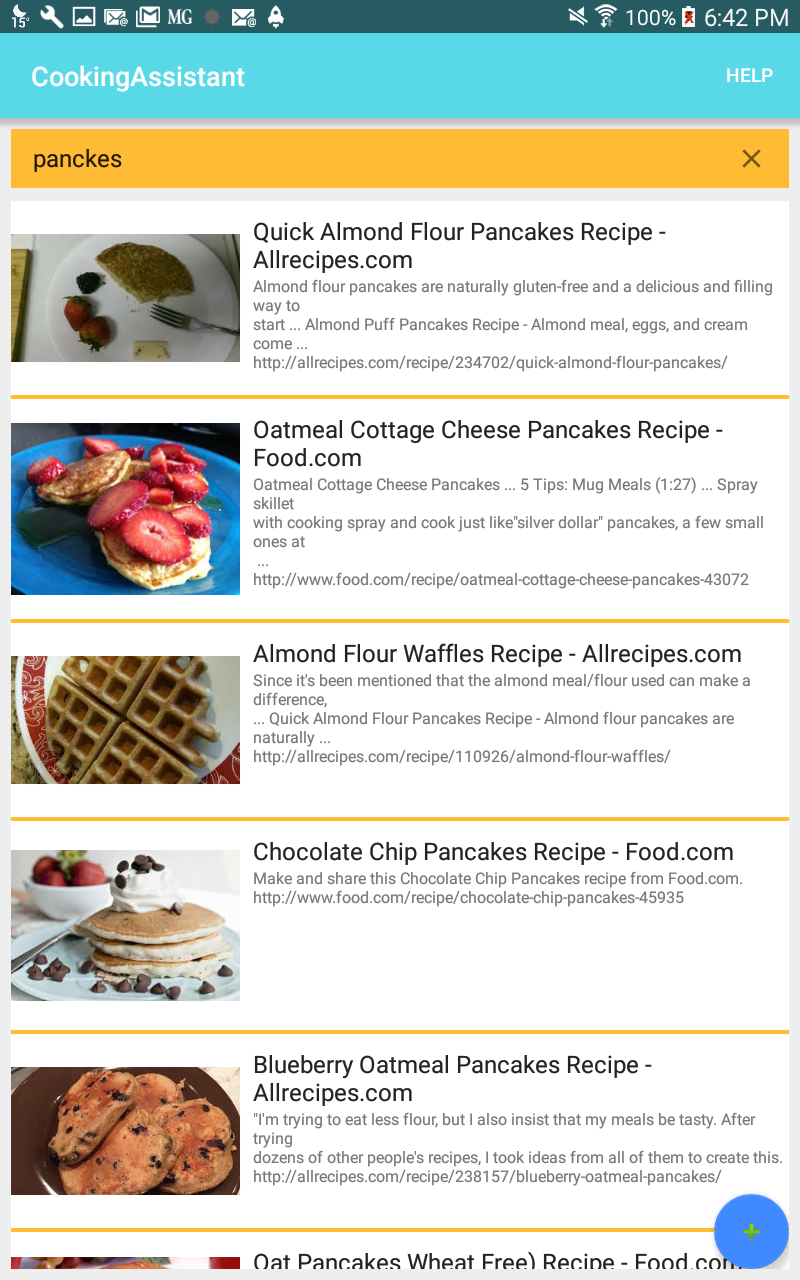 15° MG 100% 6:42 PM
CookingAssistant HELP
panckes
Quick Almond Flour Pancakes Recipe -
Allrecipes.com
Almond flour pancakes are naturally gluten-free and a delicious and filling
way to
start ... Almond Puff Pancakes Recipe - Almond meal, eggs, and cream
come ...
http://allrecipes.com/recipe/234702/quick-almond-flour-pancakes/
Oatmeal Cottage Cheese Pancakes Recipe -
Food.com
Oatmeal Cottage Cheese Pancakes ... 5 Tips: Mug Meals (1:27) ... Spray
skillet
with cooking spray and cook just like"silver dollar" pancakes, a few small
ones at
...
http://www.food.com/recipe/oatmeal-cottage-cheese-pancakes-43072
Almond Flour Waffles Recipe - Allrecipes.com
Since it's been mentioned that the almond meal/flour used can make a
difference,
... Quick Almond Flour Pancakes Recipe - Almond flour pancakes are
naturally ...
http://allrecipes.com/recipe/110926/almond-flour-waffles/
Chocolate Chip Pancakes Recipe - Food.com
Make and share this Chocolate Chip Pancakes recipe from Food.com.
http://www.food.com/recipe/chocolate-chip-pancakes-45935
Blueberry Oatmeal Pancakes Recipe -
Allrecipes.com
"I'm trying to eat less flour, but I also insist that my meals be tasty. After
trying
dozens of other people's recipes, I took ideas from all of them to create this.
http://allrecipes.com/recipe/238157/blueberry-oatmeal-pancakes/
Oat Pancakes Wheat Free) Recipe - Food.com